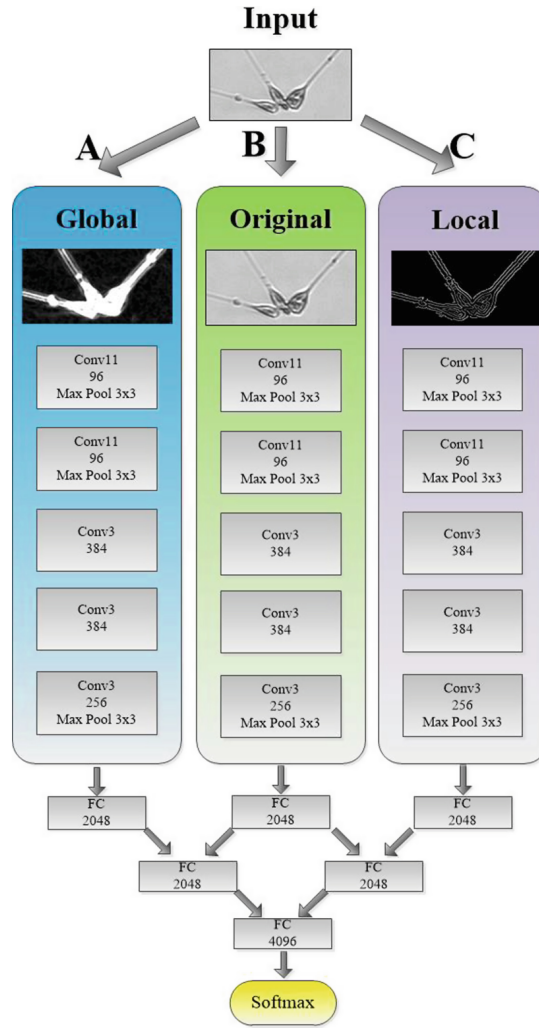 Input
A
B
C
Global
Original
Local
Conv11
96
Max Pool 3x3
Conv11
96
Max Pool 3x3
Conv3
384
Conv3
384
Conv3
256
Max Pool 3x3
Conv11
96
Max Pool 3x3
Conv11
96
Max Pool 3x3
Conv3
384
Conv3
384
Conv3
256
Max Pool 3x3
Conv11
96
Max Pool 3x3
Conv11
96
Max Pool 3x3
Conv3
384
Conv3
384
Conv3
256
Max Pool 3x3
FC
2048
FC
2048
FC
2048
FC
2048
FC
2048
FC
4096
Softmax